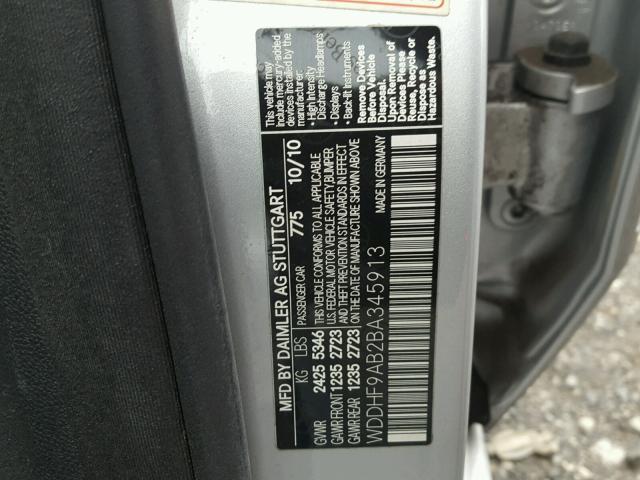 This vehicle may
include mercury-added
devices installed by the
manufacturer:
• High Intensity
Discharge Headlamps
• Displays
• Back-lit Instruments
Remove Devices
Before Vehicle
Disposal
Upon Removal of
Devices Please
Reuse, Recycle or
Dispose as
Hazardous Waste.
MFD BY DAIMLER AG STUTTGART
775 10/10
KG LBS PASSENGER CAR
GVWR 2425 5346
GAWR FRONT 1235 2723
GAWR REAR 1235 2723
THIS VEHICLE CONFORMS TO ALL APPLICABLE
U.S. FEDERAL MOTOR VEHICLE SAFETY, BUMPER
AND THEFT PREVENTION STANDARDS IN EFFECT
ON DATE OF MANUFACTURE SHOWN ABOVE
MADE IN GERMANY
WDDHF9AB2BA345913